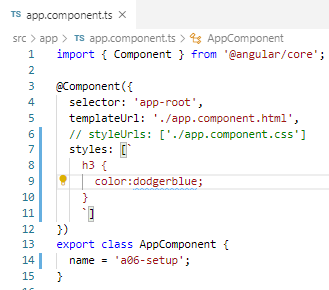 TS app.component.ts ×
src > app > TS app.component.ts > AppComponent
1 import { Component } from '@angular/core';
2
3 @Component({
4 selector: 'app-root',
5 templateUrl: './app.component.html',
6 // styleUrls: ['./app.component.css']
7 styles: [`
8 h3 {
9 color:dodgerblue;
10 }
11 `]
12 })
13 export class AppComponent {
14 name = 'a06-setup';
15 }